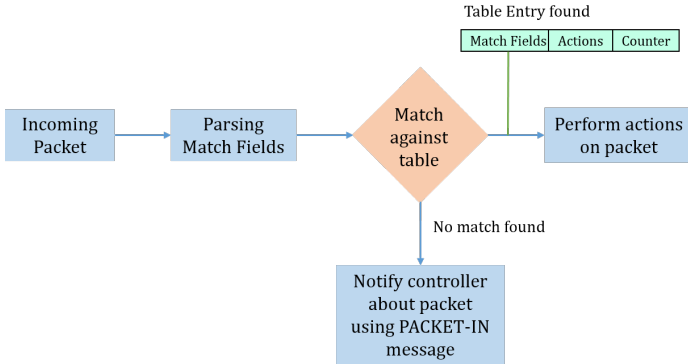 Table Entry found
Match Fields Actions Counter
Incoming
Packet
Parsing
Match Fields
Match
against
table
Perform actions
on packet
No match found
Notify controller
about packet
using PACKET-IN
message